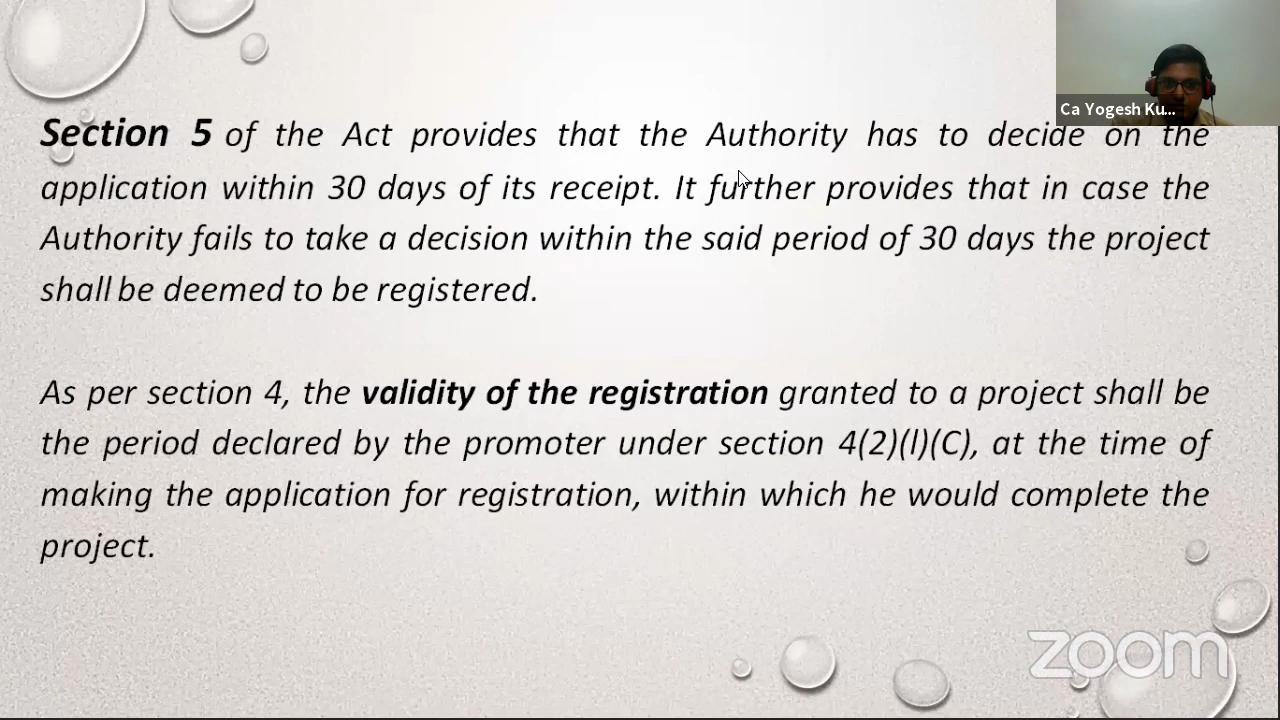 Ca Yogesh Ku...
Section 5 of the Act provides that the Authority has to decide on the
application within 30 days of its receipt. It further provides that in case the
Authority fails to take a decision within the said period of 30 days the project
shall be deemed to be registered.
As per section 4, the validity of the registration granted to a project shall be
the period declared by the promoter under section 4(2)(l)(C), at the time of
making the application for registration, within which he would complete the
project.
zoom